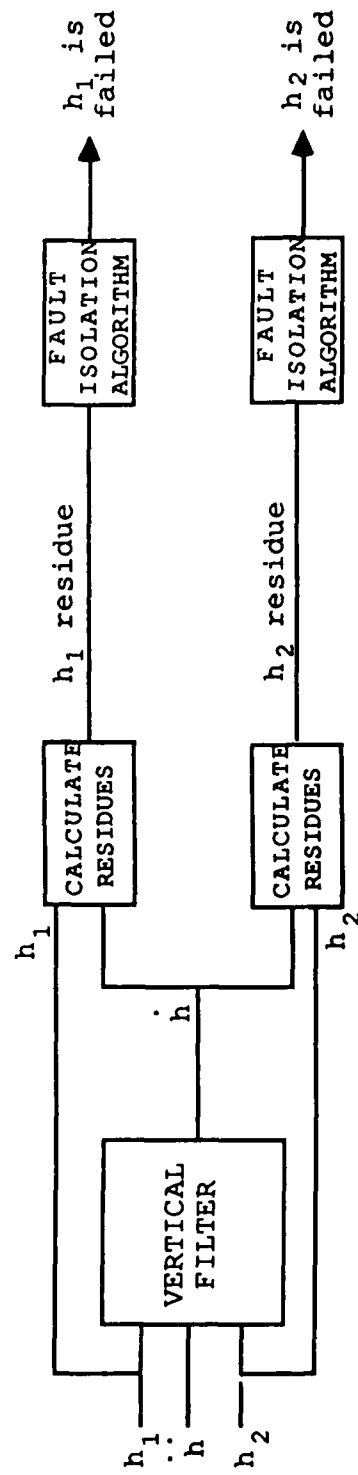 h₁
ḧ
h₂
VERTICAL
FILTER
ḣ
h₁
h₂
CALCULATE
RESIDUES
CALCULATE
RESIDUES
h₁ residue
h₂ residue
FAULT
ISOLATION
ALGORITHM
FAULT
ISOLATION
ALGORITHM
h₁ is
failed
h₂ is
failed